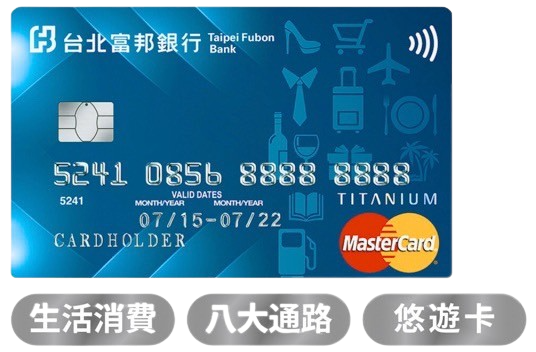 台北富邦銀行 Taipei Fubon Bank
5241 0856 8888 8888
5241
VALID DATES
MONTH/YEAR MONTH/YEAR
TITANIUM
07/15-07/22
CARDHOLDER
MasterCard
生活消費 八大通路 悠遊卡